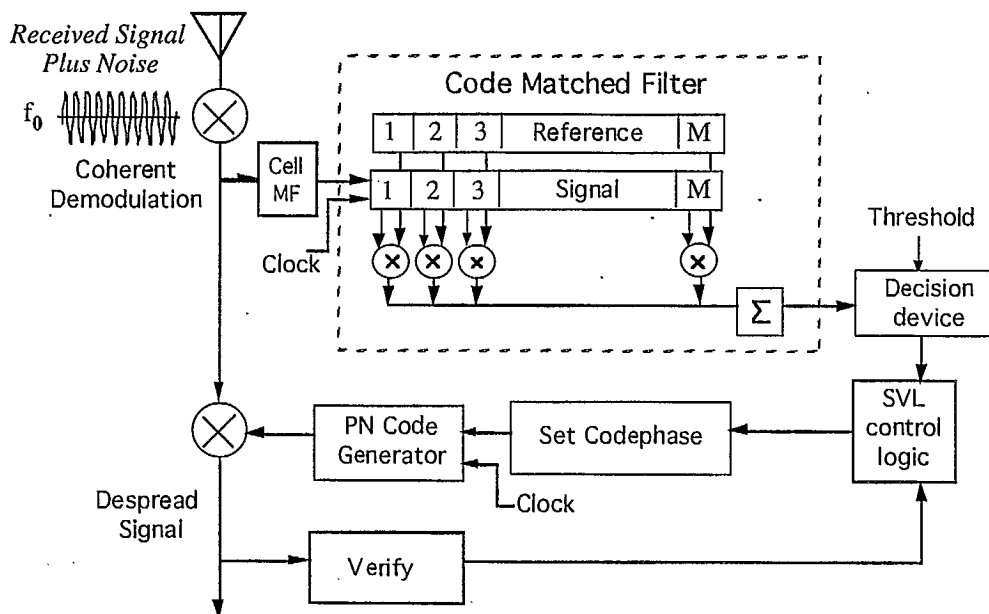 Received Signal
Plus Noise
f₀
Coherent
Demodulation
Cell
MF
Clock
Code Matched Filter
1 2 3 Reference M
1 2 3 Signal M
Σ
Threshold
Decision
device
SVL
control
logic
Set Codephase
PN Code
Generator
Clock
Despread
Signal
Verify